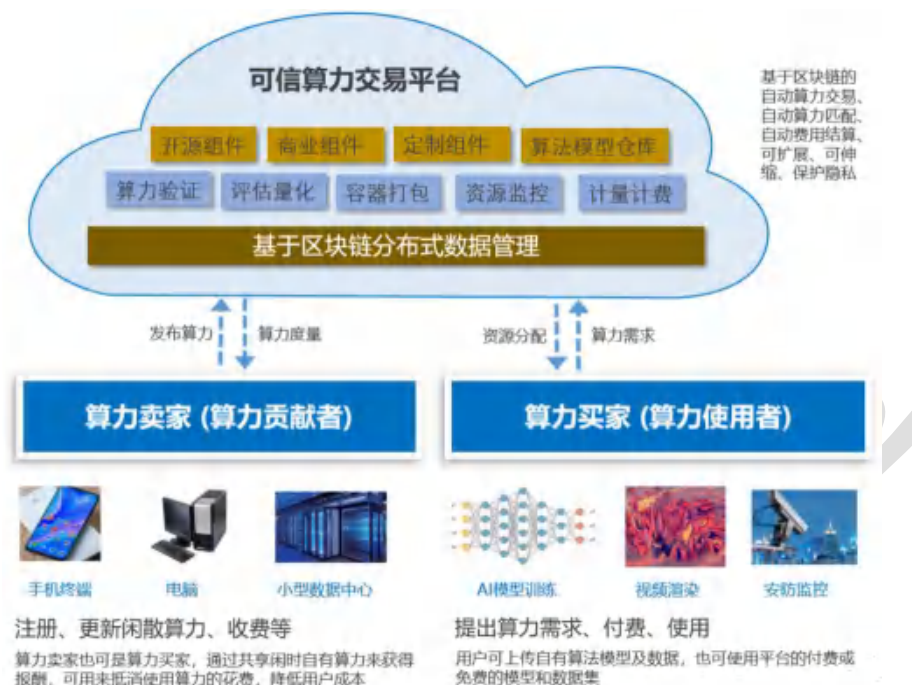 可信算力交易平台
基于区块链的
自动算力交易、
自动算力匹配、
自动费用结算、
可扩展、可伸
缩、保护隐私
开源组件 商业组件 定制组件 算法模型仓库
算力验证 评估量化 容器打包 资源监控 计量计费
基于区块链分布式数据管理
发布算力 算力度量 资源分配 算力需求
算力卖家 (算力贡献者) 算力买家 (算力使用者)
手机终端 电脑 小型数据中心 AI模型训练 视频渲染 安防监控
注册、更新闲散算力、收费等
算力卖家也可是算力买家，通过共享闲时自有算力来获得
报酬，可用来抵消使用算力的花费，降低用户成本
提出算力需求、付费、使用
用户可上传自有算法模型及数据，也可使用平台的付费或
免费的模型和数据集